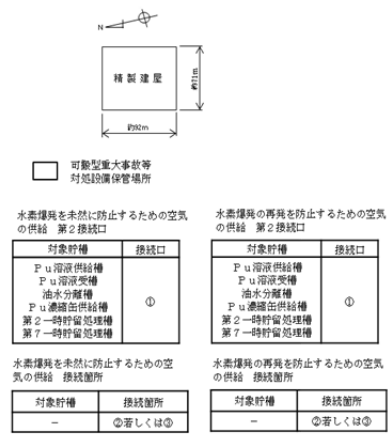 N
精製建屋
約71m
約92m
可搬型重大事故等
対処設備保管場所
水素爆発を未然に防止するための空気
の供給 第2接続口
対象貯槽 接続口
Pu溶液供給槽
Pu溶液受槽
油水分離槽
Pu濃縮缶供給槽
第2一時貯留処理槽
第7一時貯留処理槽
①
水素爆発の再発を防止するための空気
の供給 第2接続口
対象貯槽 接続口
Pu溶液供給槽
Pu溶液受槽
油水分離槽
Pu濃縮缶供給槽
第2一時貯留処理槽
第7一時貯留処理槽
①
水素爆発を未然に防止するための空
気の供給 接続箇所
対象貯槽 接続箇所
－ ②若しくは③
水素爆発の再発を防止するための空気
の供給 接続箇所
対象貯槽 接続箇所
－ ②若しくは③